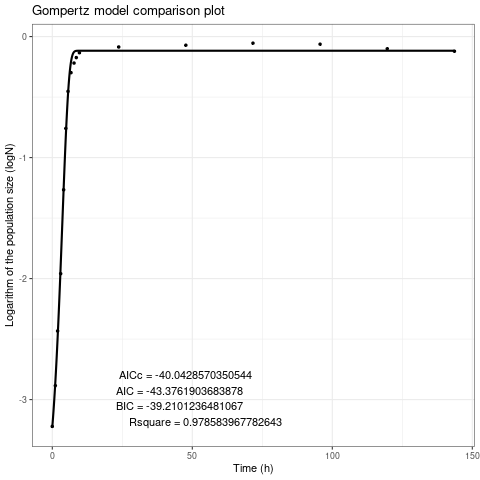 Gompertz model comparison plot
Logarithm of the population size (logN)
0
-1
-2
-3
AICc = -40.0428570350544
AIC = -43.3761903683878
BIC = -39.2101236481067
Rsquare = 0.978583967782643
0 50 100 150
Time (h)